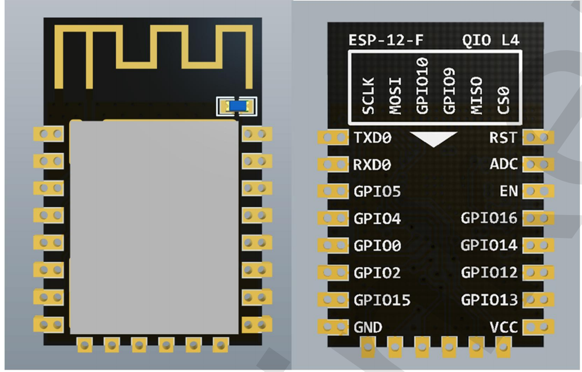 ESP-12-F QIO L4
SCLK MOSI GPIO10 GPIO9 MISO CS0
TXD0 RST
RXD0 ADC
GPIO5 EN
GPIO4 GPIO16
GPIO0 GPIO14
GPIO2 GPIO12
GPIO15 GPIO13
GND VCC